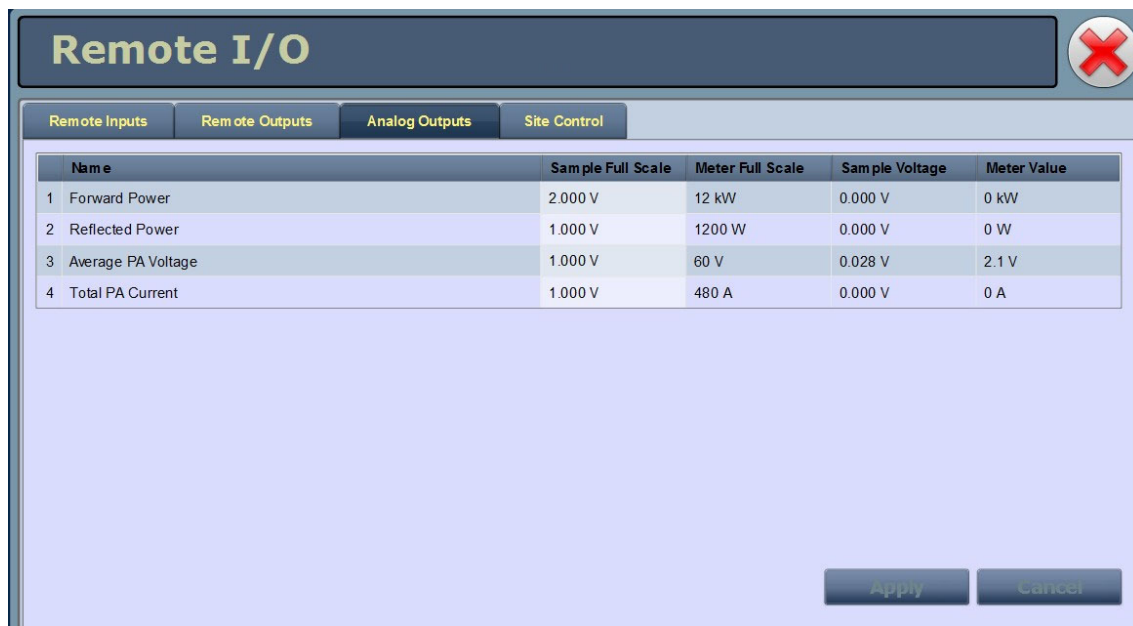 Remote I/O
Remote Inputs Remote Outputs Analog Outputs Site Control
Name Sample Full Scale Meter Full Scale Sample Voltage Meter Value
1 Forward Power 2.000 V 12 kW 0.000 V 0 kW
2 Reflected Power 1.000 V 1200 W 0.000 V 0 W
3 Average PA Voltage 1.000 V 60 V 0.028 V 2.1 V
4 Total PA Current 1.000 V 480 A 0.000 V 0 A
Apply Cancel